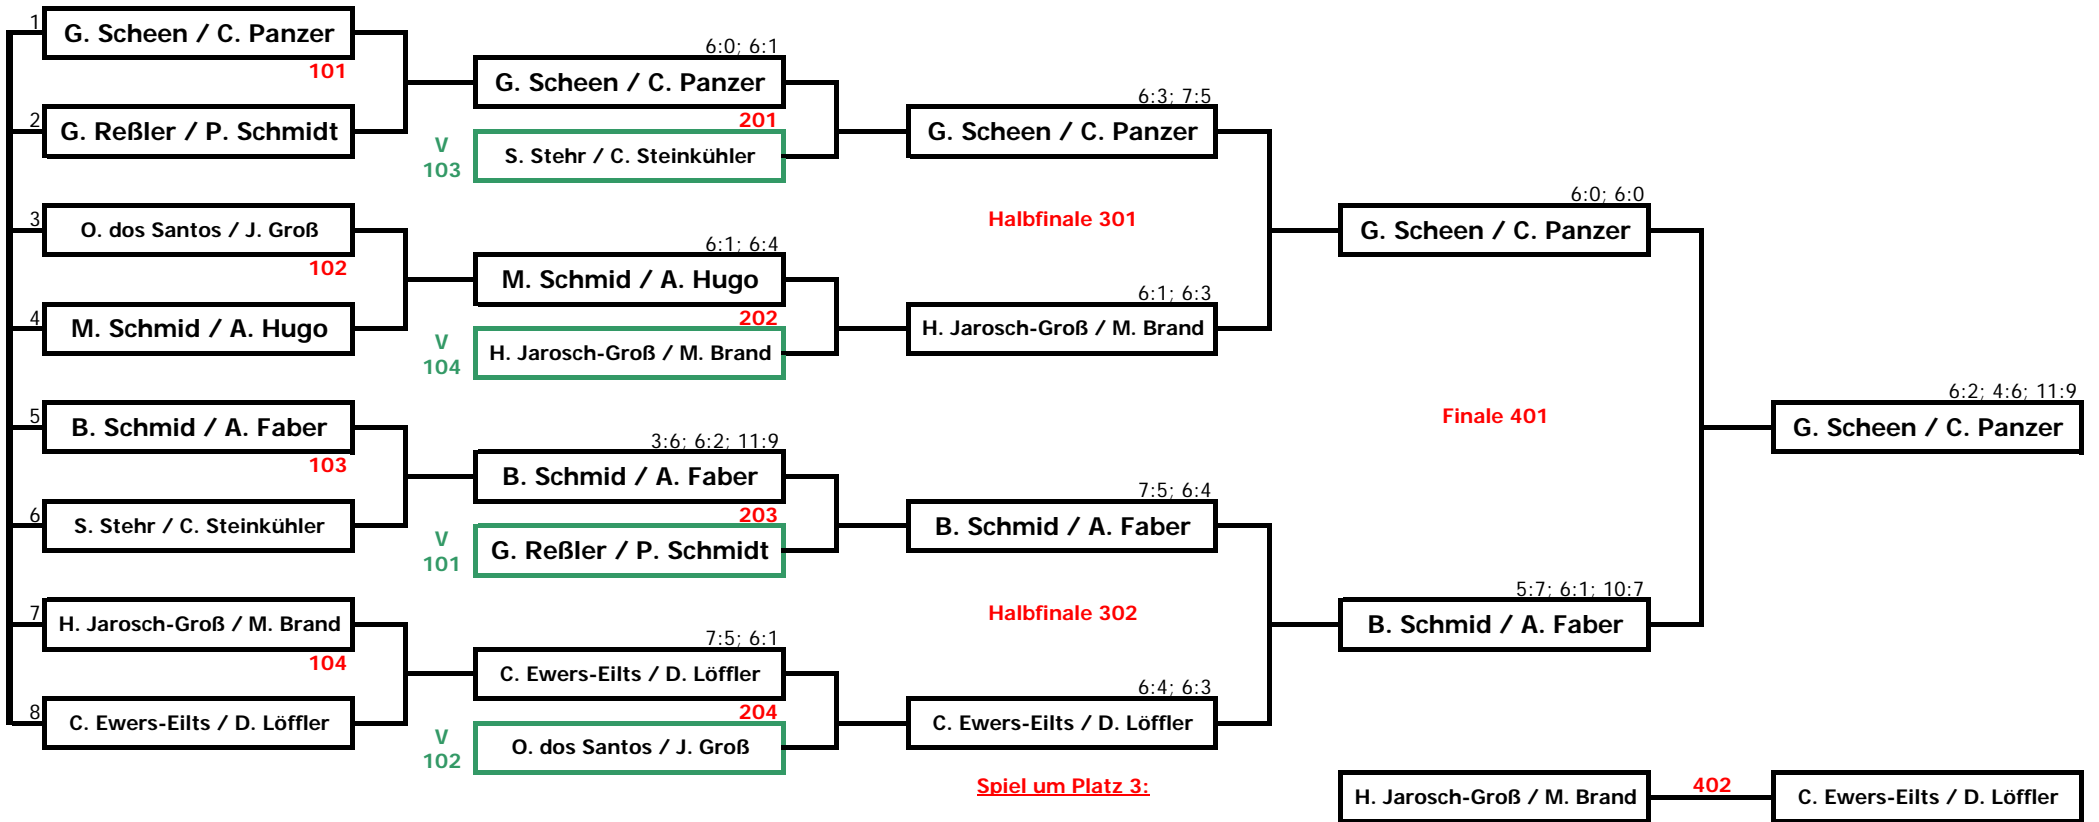 1
G. Scheen / C. Panzer
101
2
G. Reßler / P. Schmidt
3
O. dos Santos / J. Groß
102
4
M. Schmid / A. Hugo
5
B. Schmid / A. Faber
103
6
S. Stehr / C. Steinkühler
7
H. Jarosch-Groß / M. Brand
104
8
C. Ewers-Eilts / D. Löffler
6:0; 6:1
G. Scheen / C. Panzer
201
V
103
S. Stehr / C. Steinkühler
6:1; 6:4
M. Schmid / A. Hugo
202
V
104
H. Jarosch-Groß / M. Brand
3:6; 6:2; 11:9
B. Schmid / A. Faber
203
V
101
G. Reßler / P. Schmidt
7:5; 6:1
C. Ewers-Eilts / D. Löffler
204
V
102
O. dos Santos / J. Groß
6:3; 7:5
G. Scheen / C. Panzer
Halbfinale 301
6:1; 6:3
H. Jarosch-Groß / M. Brand
7:5; 6:4
B. Schmid / A. Faber
Halbfinale 302
6:4; 6:3
C. Ewers-Eilts / D. Löffler
6:0; 6:0
G. Scheen / C. Panzer
Finale 401
5:7; 6:1; 10:7
B. Schmid / A. Faber
6:2; 4:6; 11:9
G. Scheen / C. Panzer
Spiel um Platz 3:
H. Jarosch-Groß / M. Brand
402
C. Ewers-Eilts / D. Löffler